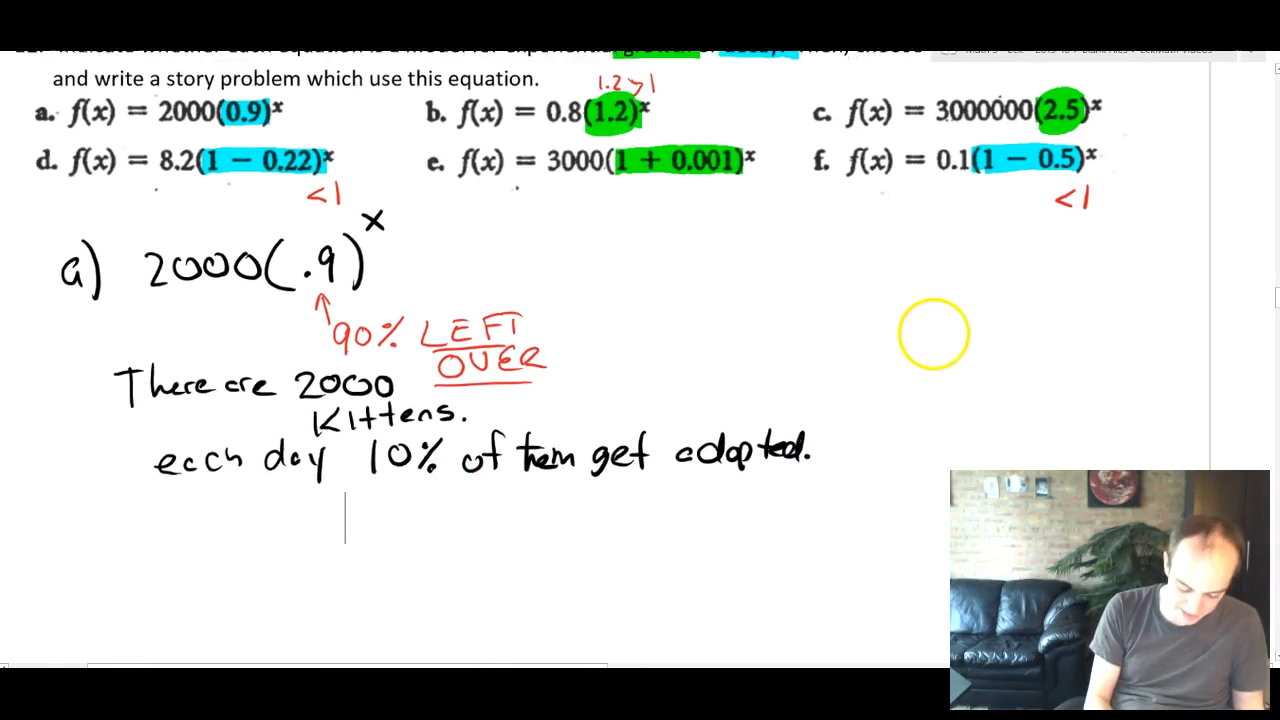 and write a story problem which use this equation.
1.2 > 1
a. f(x) = 2000(0.9)ˣ b. f(x) = 0.8(1.2)ˣ c. f(x) = 3000000(2.5)ˣ
d. f(x) = 8.2(1 − 0.22)ˣ e. f(x) = 3000(1 + 0.001)ˣ f. f(x) = 0.1(1 − 0.5)ˣ
<1 <1
a) 2000(.9)ˣ
90% LEFT
OVER
There are 2000
Kittens.
each day 10% of them get adopted.